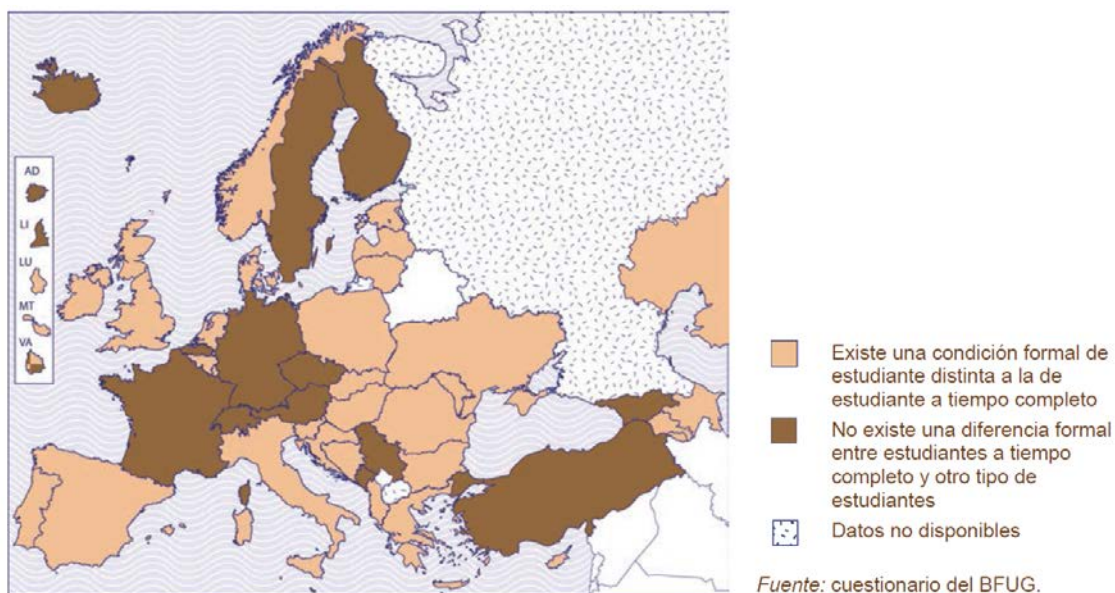 AD
LI
LU
MT
VA
Existe una condición formal de
estudiante distinta a la de
estudiante a tiempo completo
No existe una diferencia formal
entre estudiantes a tiempo
completo y otro tipo de
estudiantes
Datos no disponibles
Fuente: cuestionario del BFUG.